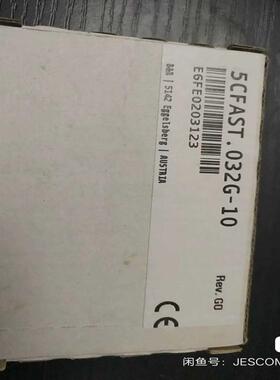 5CFAST.032G-10
E6FE0203123
B&R | 5142 Eggelsberg | AUSTRIA
Rev.G0
CE
闲鱼号：JESCOM